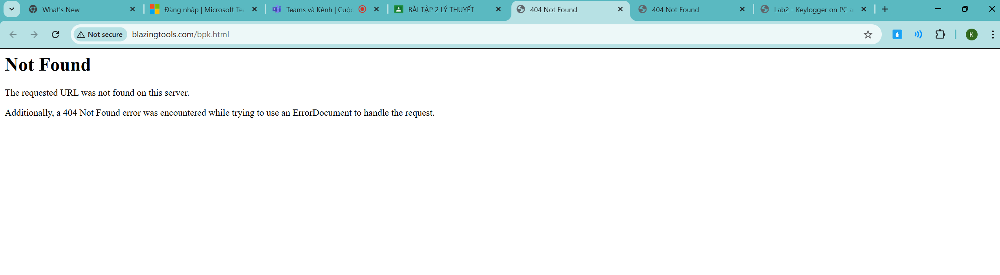 What's New
Đăng nhập | Microsoft Tea
Teams và Kênh | Cuộc
BÀI TẬP 2 LÝ THUYẾT
404 Not Found
404 Not Found
Lab2 - Keylogger on PC a
Not secure
blazingtools.com/bpk.html
K
Not Found
The requested URL was not found on this server.
Additionally, a 404 Not Found error was encountered while trying to use an ErrorDocument to handle the request.